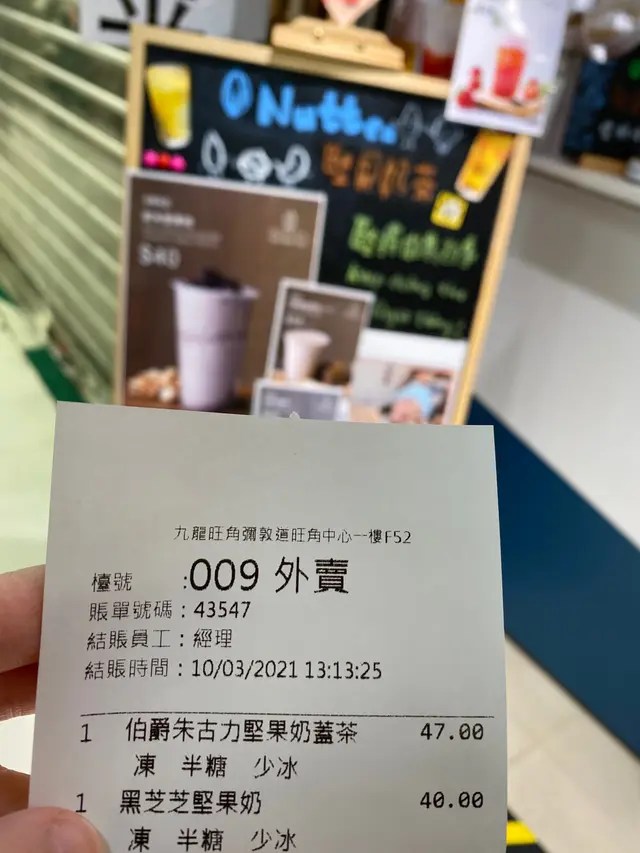 $40
九龍旺角彌敦道旺角中心一樓F52
檯號 :009 外賣
賬單號碼：43547
結賬員工：經理
結賬時間：10/03/2021 13:13:25
1 伯爵朱古力堅果奶蓋茶 47.00
凍 半糖 少冰
1 黑芝芝堅果奶 40.00
凍 半糖 少冰